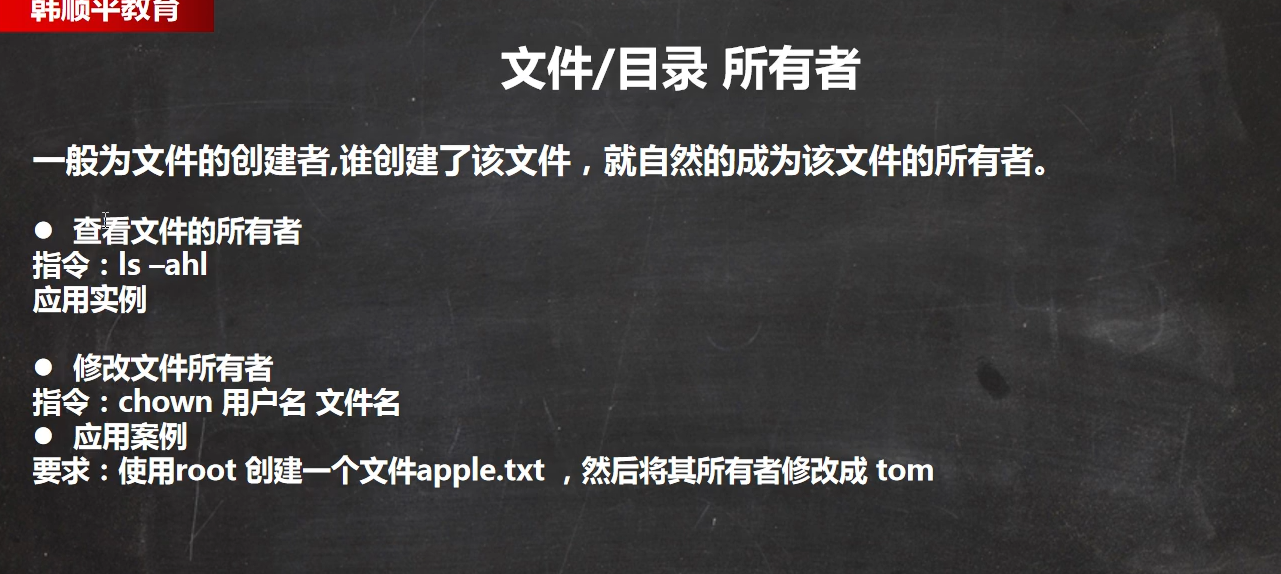 韩顺平教育
文件/目录 所有者
一般为文件的创建者,谁创建了该文件，就自然的成为该文件的所有者。
● 查看文件的所有者
指令：ls –ahl
应用实例
● 修改文件所有者
指令：chown 用户名 文件名
● 应用案例
要求：使用root 创建一个文件apple.txt ，然后将其所有者修改成 tom